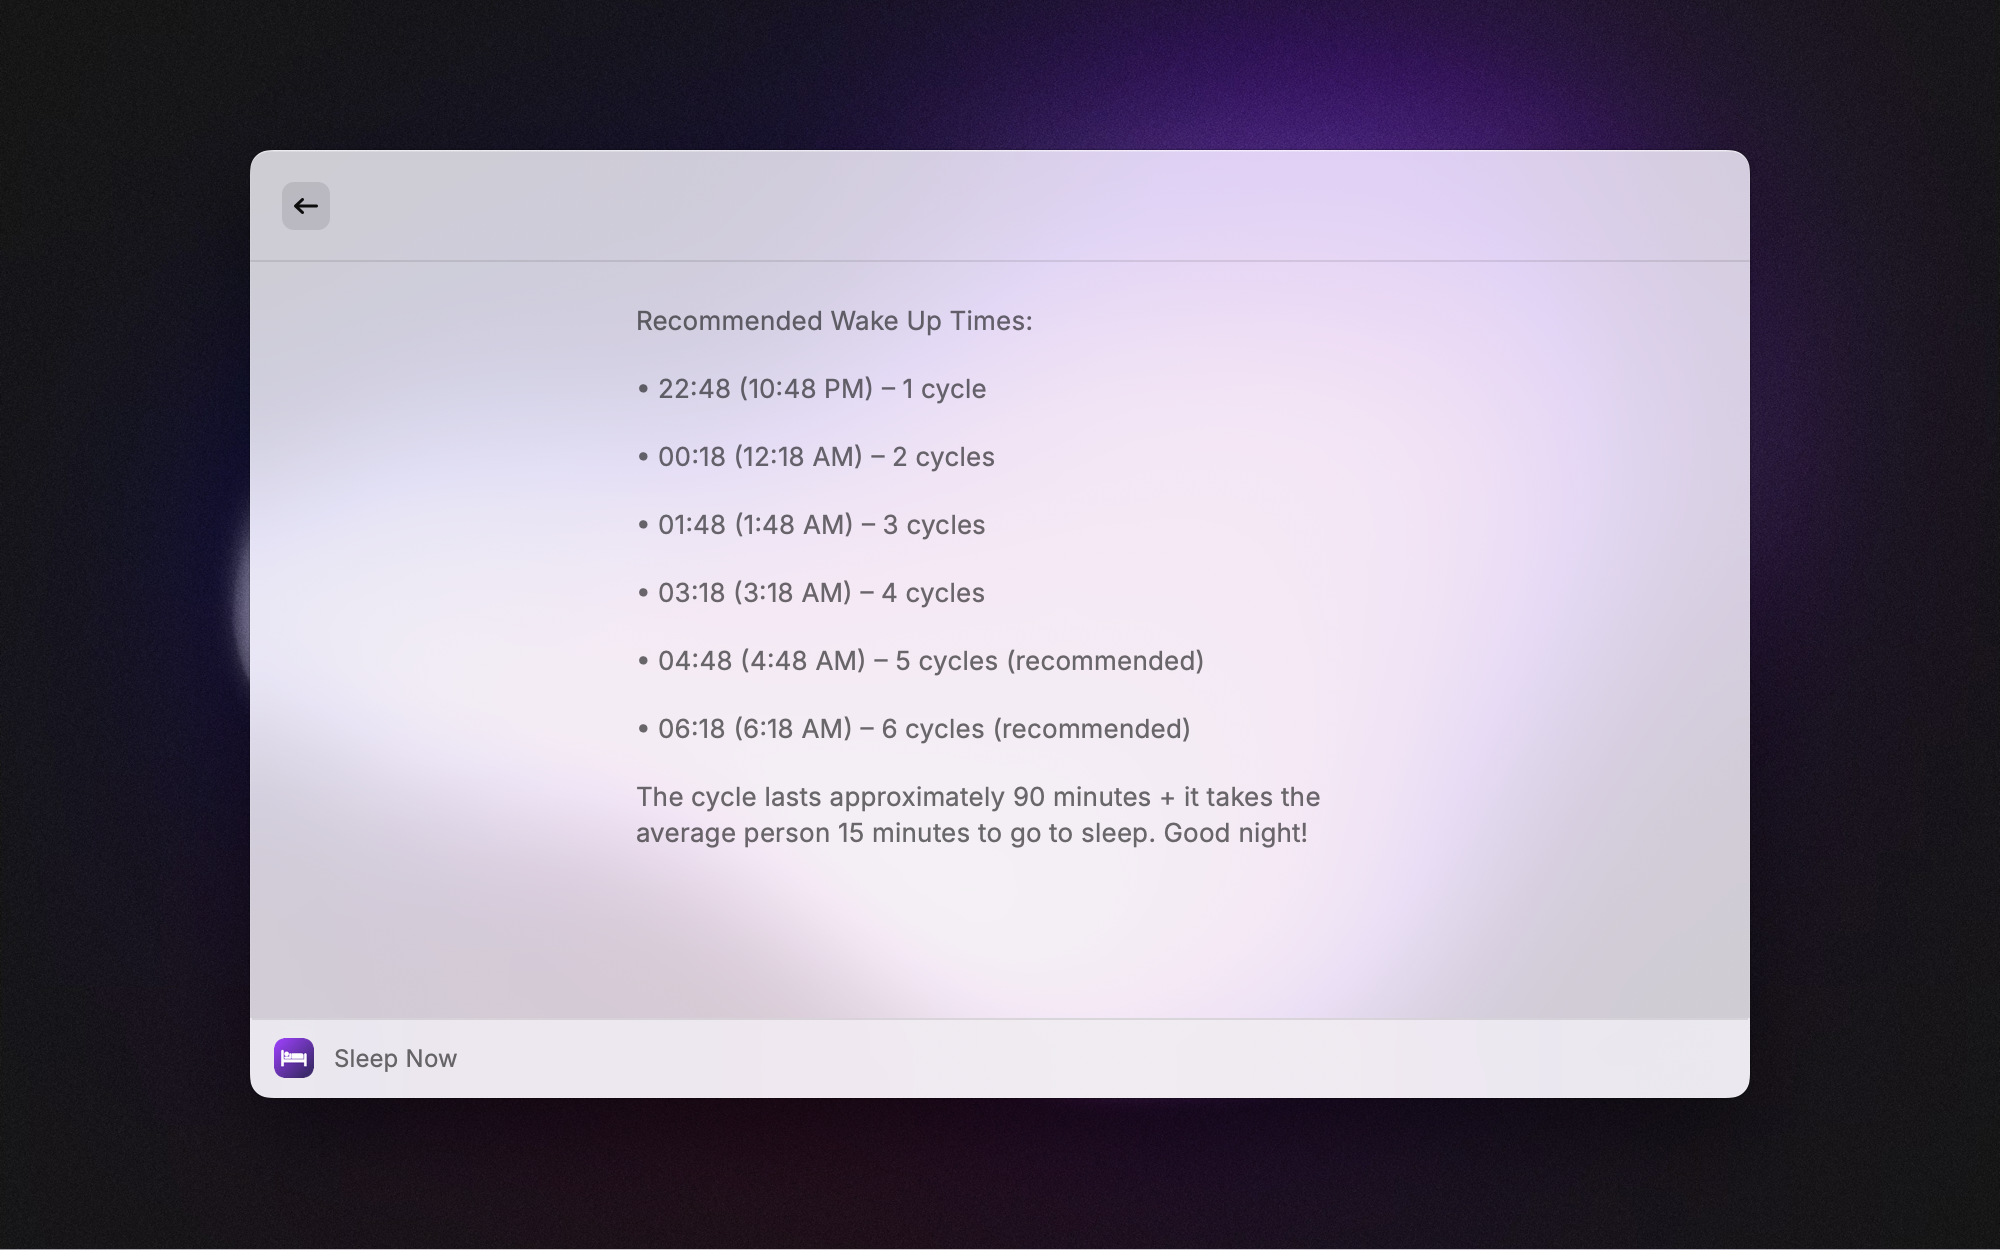 Recommended Wake Up Times:
• 22:48 (10:48 PM) – 1 cycle
• 00:18 (12:18 AM) – 2 cycles
• 01:48 (1:48 AM) – 3 cycles
• 03:18 (3:18 AM) – 4 cycles
• 04:48 (4:48 AM) – 5 cycles (recommended)
• 06:18 (6:18 AM) – 6 cycles (recommended)
The cycle lasts approximately 90 minutes + it takes the
average person 15 minutes to go to sleep. Good night!
Sleep Now